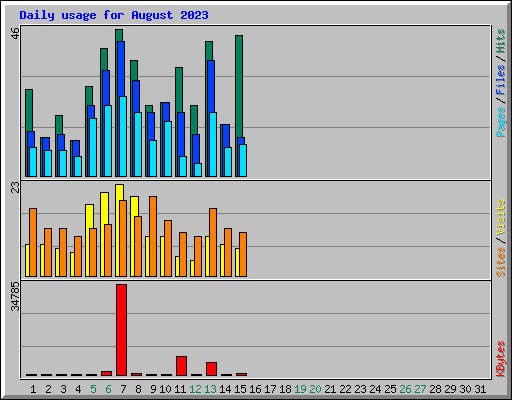 Daily usage for August 2023
46
Pages / Files / Hits
23
Sites / Visits
34785
KBytes
1 2 3 4 5 6 7 8 9 10 11 12 13 14 15 16 17 18 19 20 21 22 23 24 25 26 27 28 29 30 31